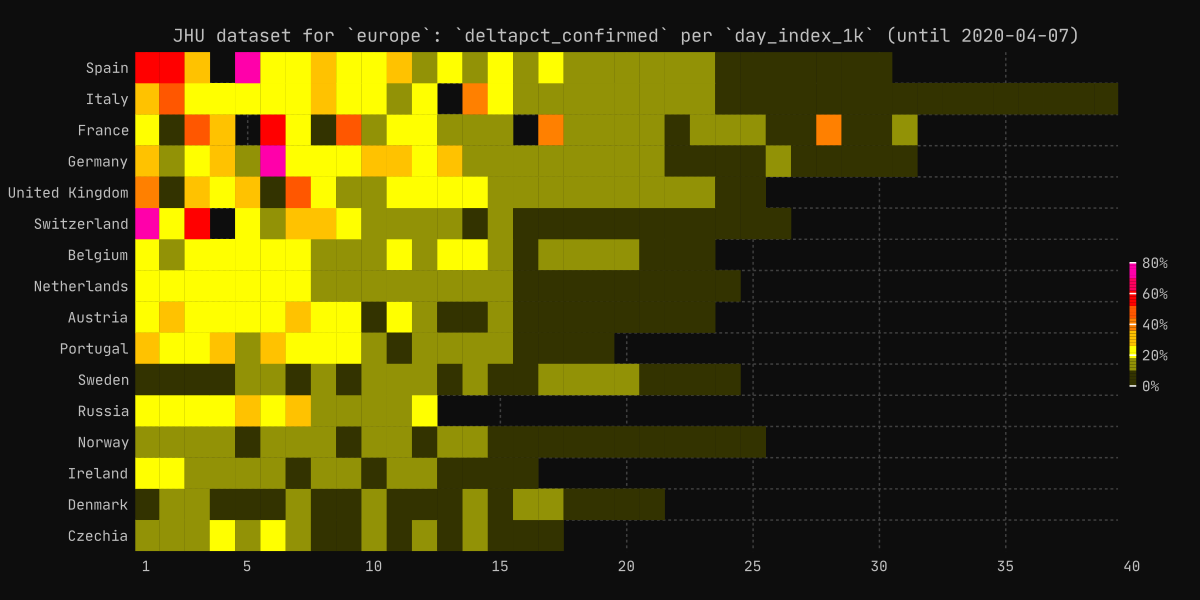 JHU dataset for `europe`: `deltapct_confirmed` per `day_index_1k` (until 2020-04-07)
Spain
Italy
France
Germany
United Kingdom
Switzerland
Belgium
Netherlands
Austria
Portugal
Sweden
Russia
Norway
Ireland
Denmark
Czechia
1 5 10 15 20 25 30 35 40
80%
60%
40%
20%
0%